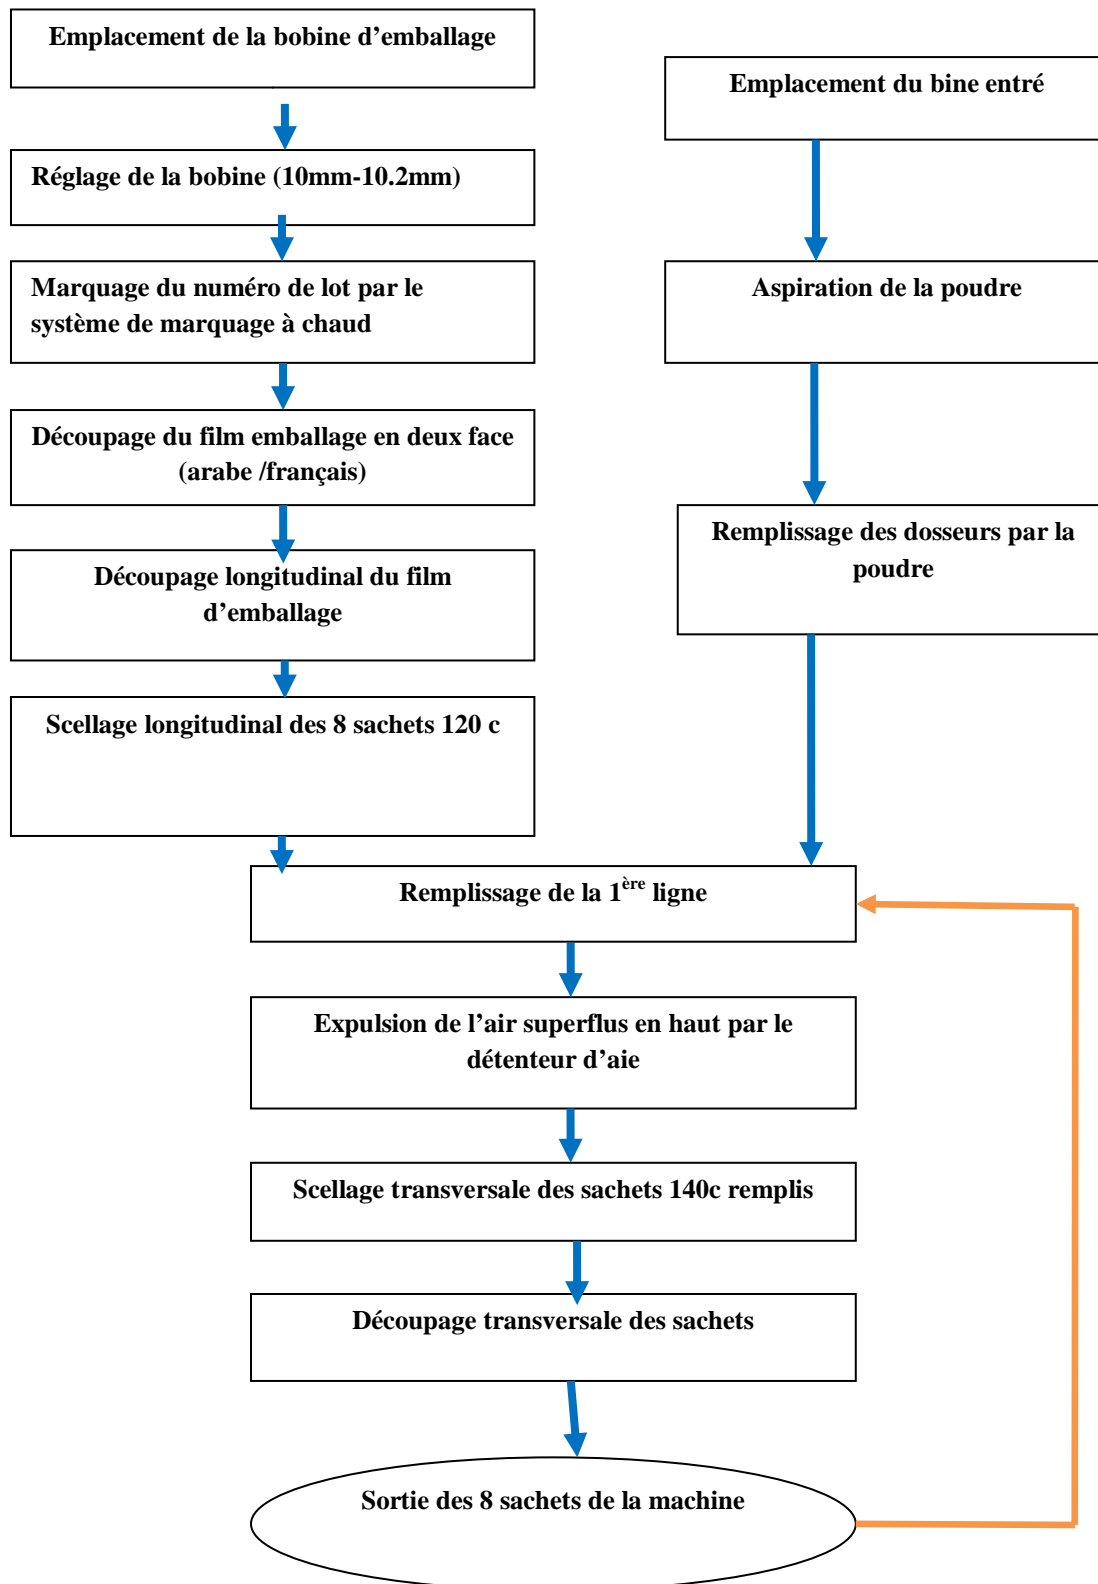 Emplacement de la bobine d’emballage
Réglage de la bobine (10mm-10.2mm)
Marquage du numéro de lot par le
système de marquage à chaud
Découpage du film emballage en deux face
(arabe /français)
Découpage longitudinal du film
d’emballage
Scellage longitudinal des 8 sachets 120 c
Emplacement du bine entré
Aspiration de la poudre
Remplissage des dosseurs par la
poudre
Remplissage de la 1ère ligne
Expulsion de l’air superflus en haut par le
détenteur d’aie
Scellage transversale des sachets 140c remplis
Découpage transversale des sachets
Sortie des 8 sachets de la machine